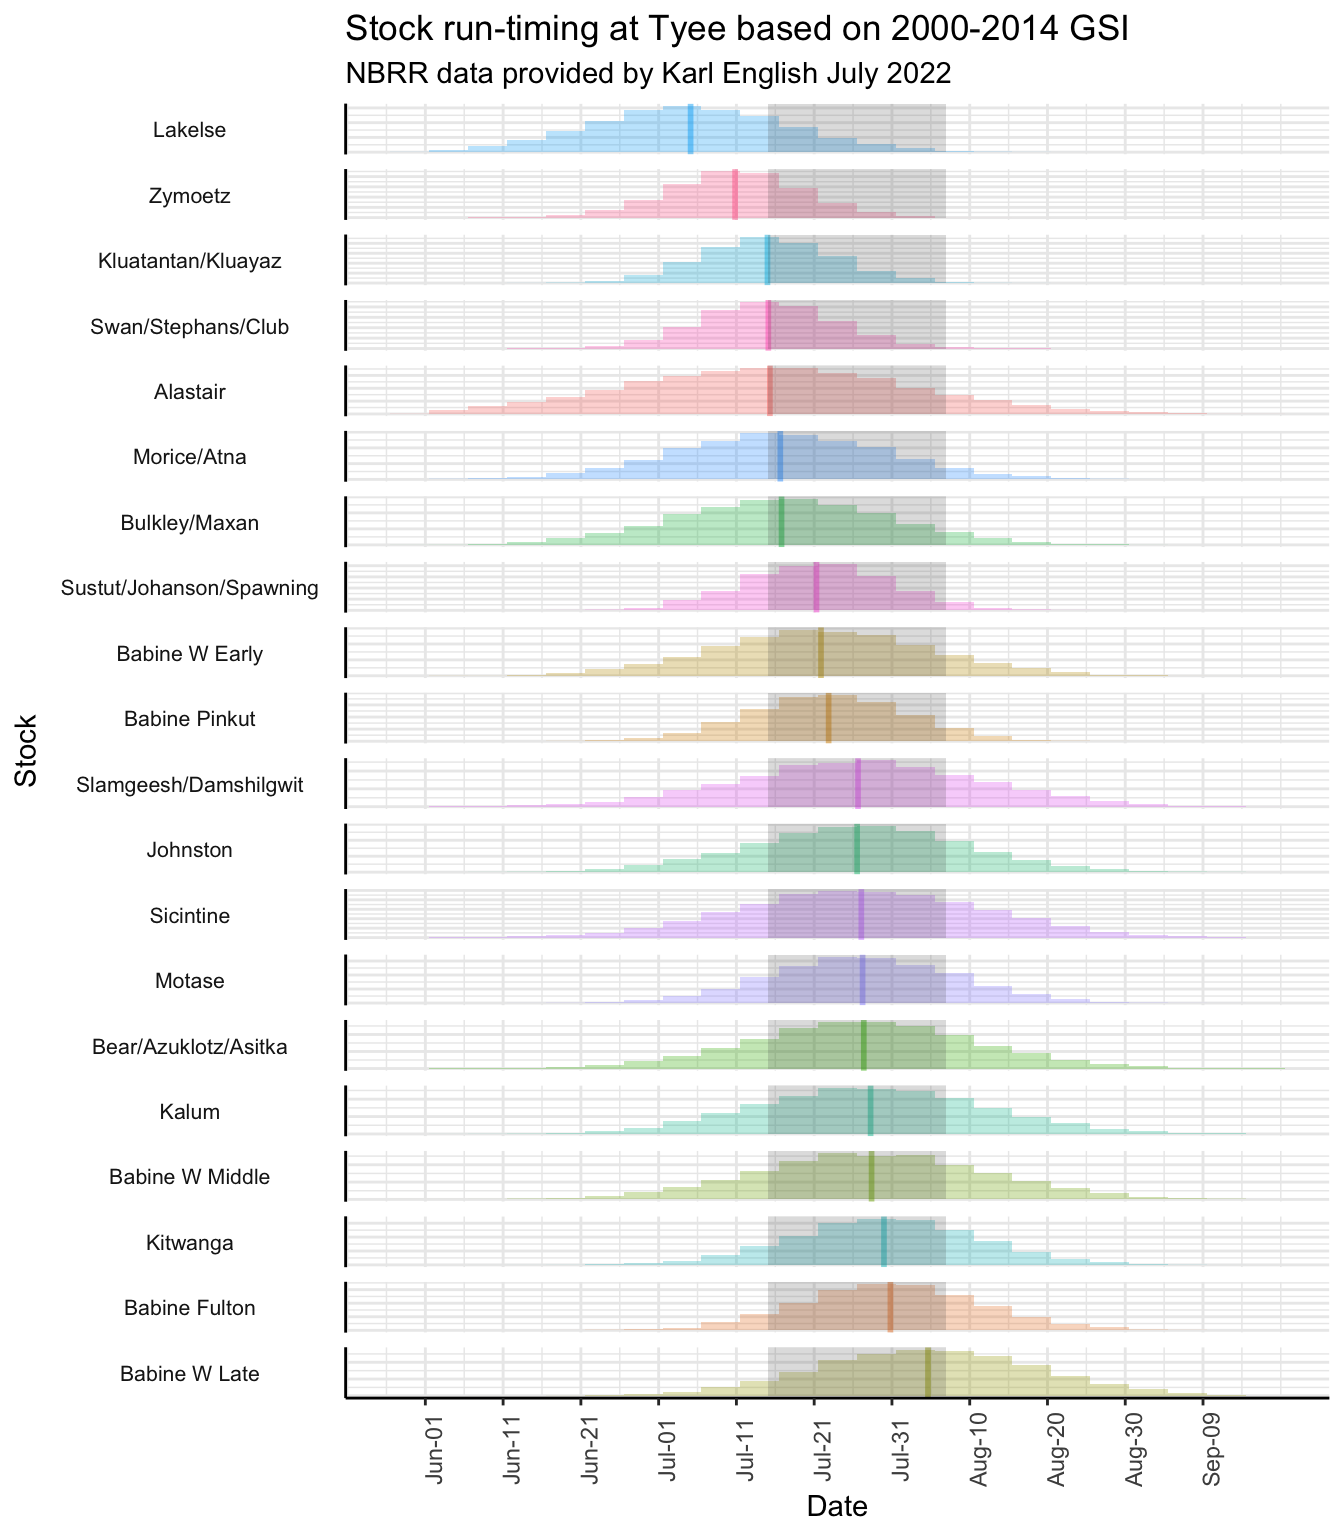 Stock run-timing at Tyee based on 2000-2014 GSI
NBRR data provided by Karl English July 2022
Lakelse
Zymoetz
Kluatantan/Kluayaz
Swan/Stephans/Club
Alastair
Morice/Atna
Bulkley/Maxan
Sustut/Johanson/Spawning
Babine W Early
Babine Pinkut
Slamgeesh/Damshilgwit
Johnston
Sicintine
Motase
Bear/Azuklotz/Asitka
Kalum
Babine W Middle
Kitwanga
Babine Fulton
Babine W Late
Stock
Jun-01
Jun-11
Jun-21
Jul-01
Jul-11
Jul-21
Jul-31
Aug-10
Aug-20
Aug-30
Sep-09
Date